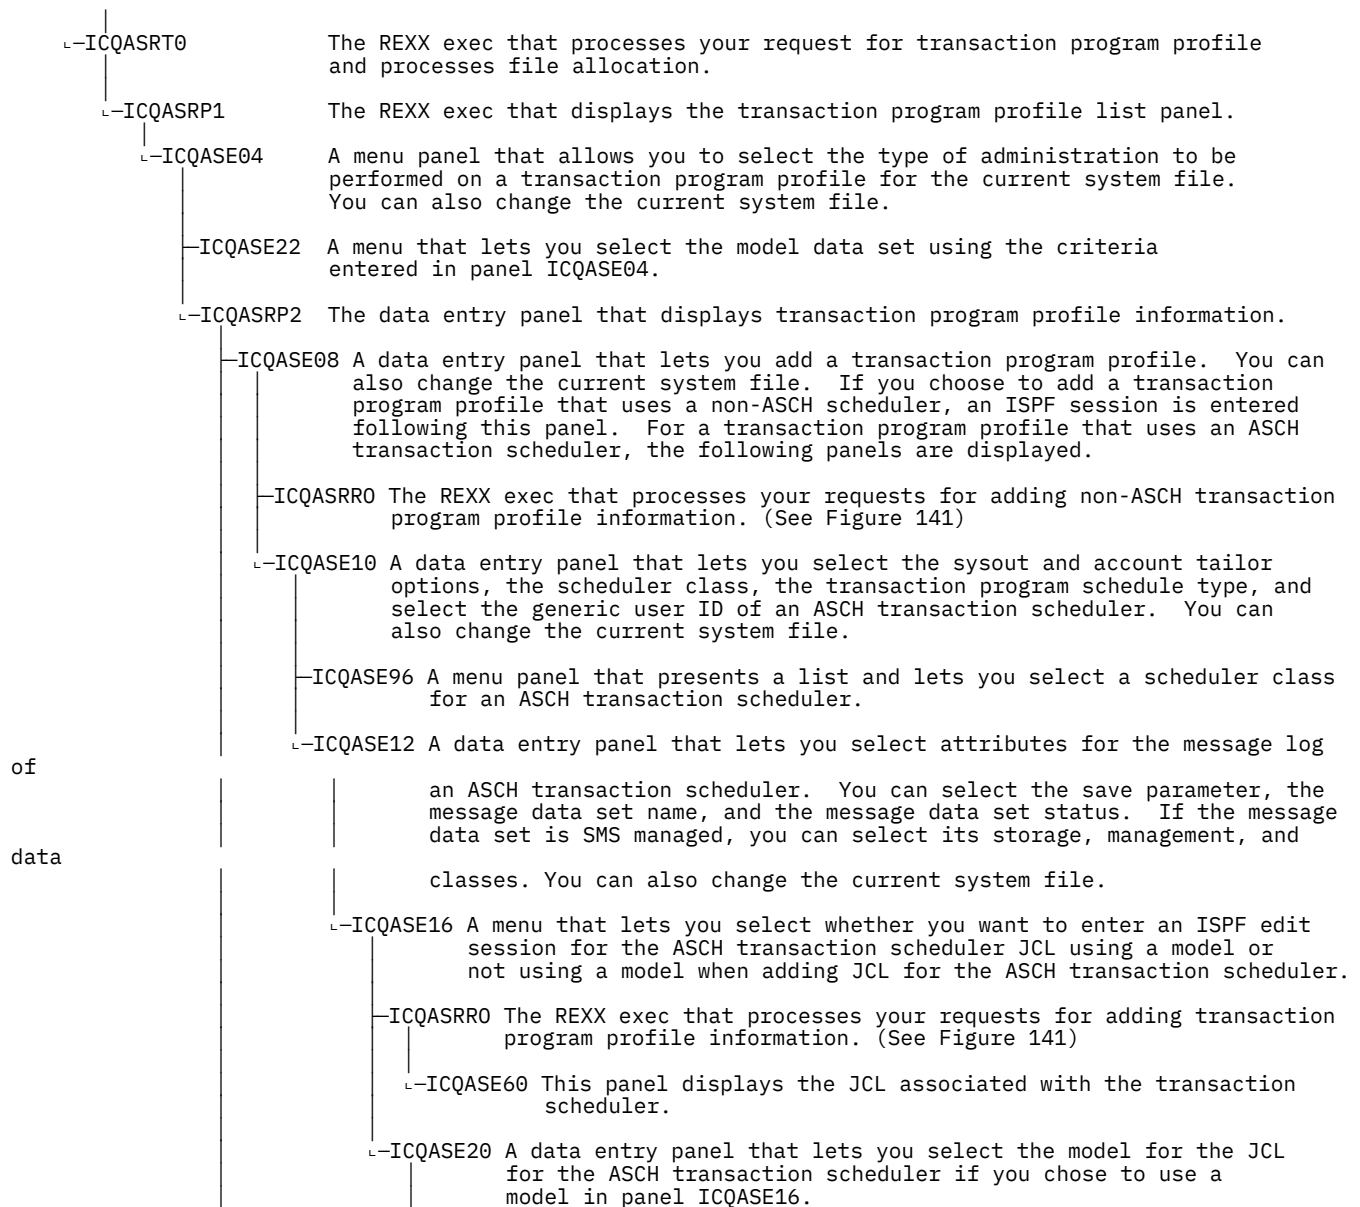 ICQASRT0 The REXX exec that processes your request for transaction program profile
and processes file allocation.
ICQASRP1 The REXX exec that displays the transaction program profile list panel.
ICQASE04 A menu panel that allows you to select the type of administration to be
performed on a transaction program profile for the current system file.
You can also change the current system file.
ICQASE22 A menu that lets you select the model data set using the criteria
entered in panel ICQASE04.
ICQASRP2 The data entry panel that displays transaction program profile information.
ICQASE08 A data entry panel that lets you add a transaction program profile. You can
also change the current system file. If you choose to add a transaction
program profile that uses a non-ASCH scheduler, an ISPF session is entered
following this panel. For a transaction program profile that uses an ASCH
transaction scheduler, the following panels are displayed.
ICQASRRO The REXX exec that processes your requests for adding non-ASCH transaction
program profile information. (See Figure 141)
ICQASE10 A data entry panel that lets you select the sysout and account tailor
options, the scheduler class, the transaction program schedule type, and
select the generic user ID of an ASCH transaction scheduler. You can
also change the current system file.
ICQASE96 A menu panel that presents a list and lets you select a scheduler class
for an ASCH transaction scheduler.
ICQASE12 A data entry panel that lets you select attributes for the message log
of
an ASCH transaction scheduler. You can select the save parameter, the
message data set name, and the message data set status. If the message
data set is SMS managed, you can select its storage, management, and
data
classes. You can also change the current system file.
ICQASE16 A menu that lets you select whether you want to enter an ISPF edit
session for the ASCH transaction scheduler JCL using a model or
not using a model when adding JCL for the ASCH transaction scheduler.
ICQASRRO The REXX exec that processes your requests for adding transaction
program profile information. (See Figure 141)
ICQASE60 This panel displays the JCL associated with the transaction
scheduler.
ICQASE20 A data entry panel that lets you select the model for the JCL
for the ASCH transaction scheduler if you chose to use a
model in panel ICQASE16.